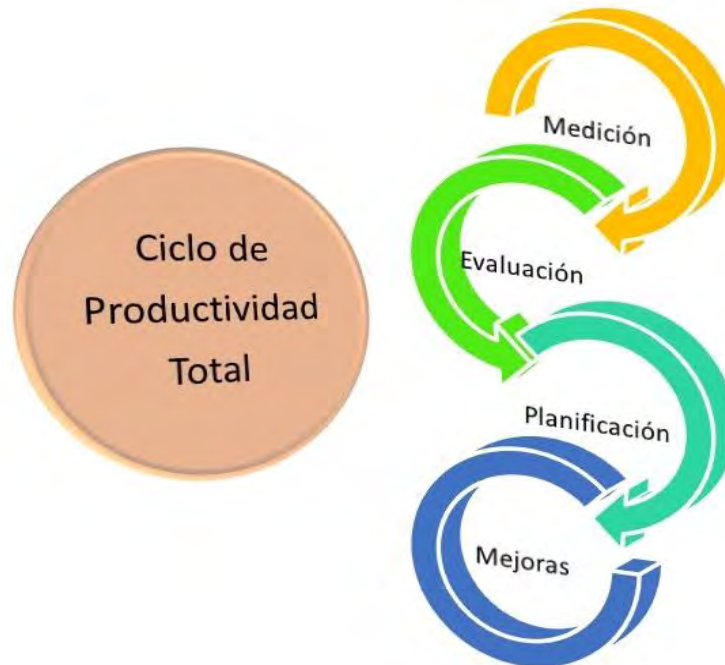 Ciclo de
Productividad
Total
Medición
Evaluación
Planificación
Mejoras